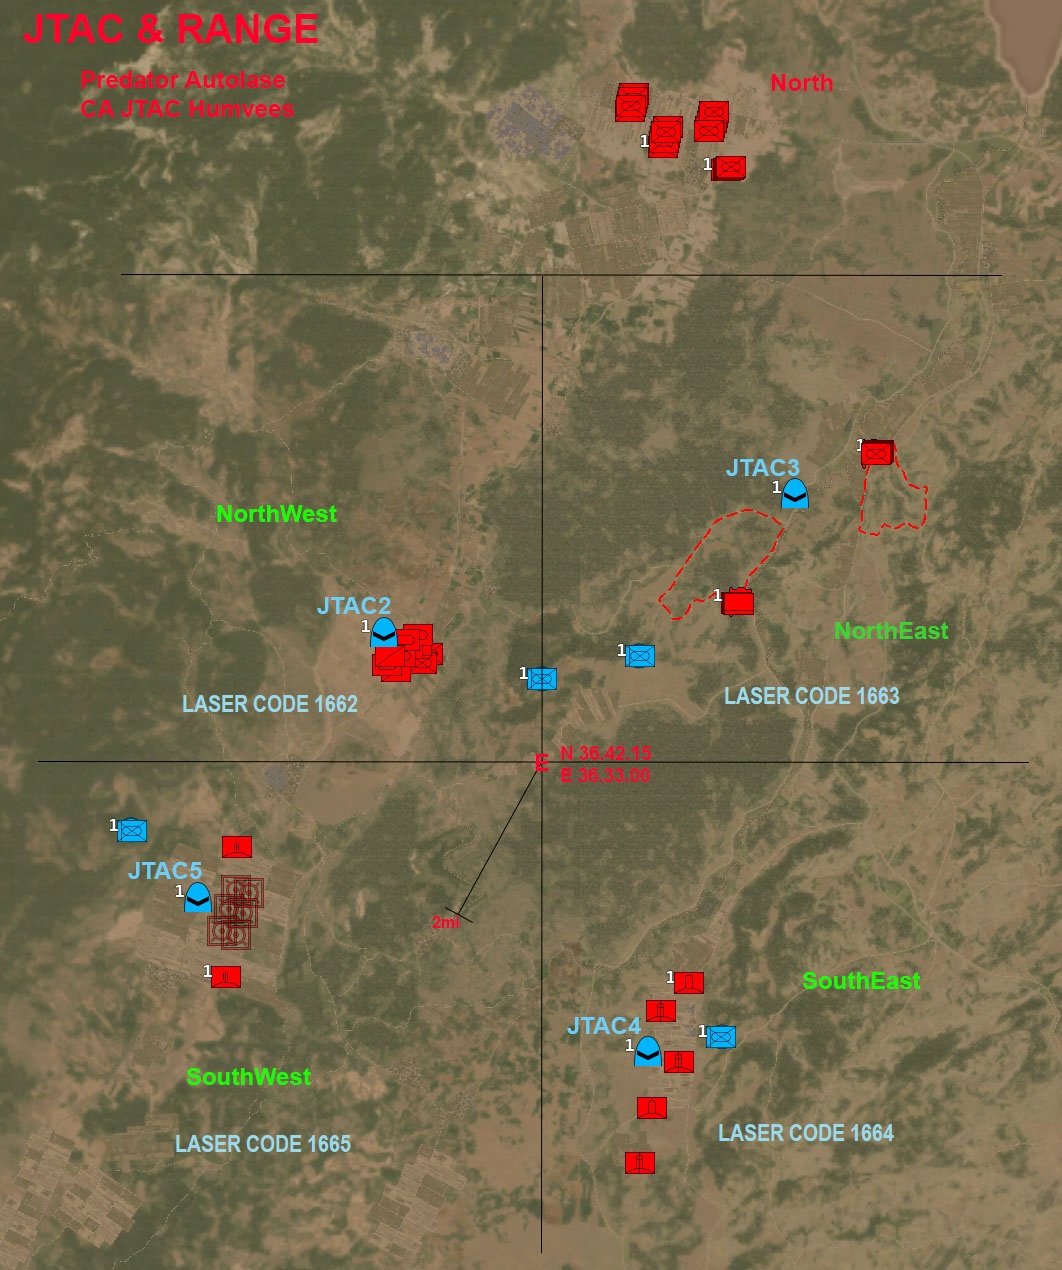 JTAC & RANGE
Predator Autolase
CA JTAC Humvees
North
1
1
1
JTAC3
1
NorthWest
JTAC2
1
1
NorthEast
1
1
LASER CODE 1662
LASER CODE 1663
E
N 36.42.15
E 36.33.00
1
JTAC5
1
2mi
1
1
SouthEast
JTAC4
1
1
SouthWest
LASER CODE 1664
LASER CODE 1665